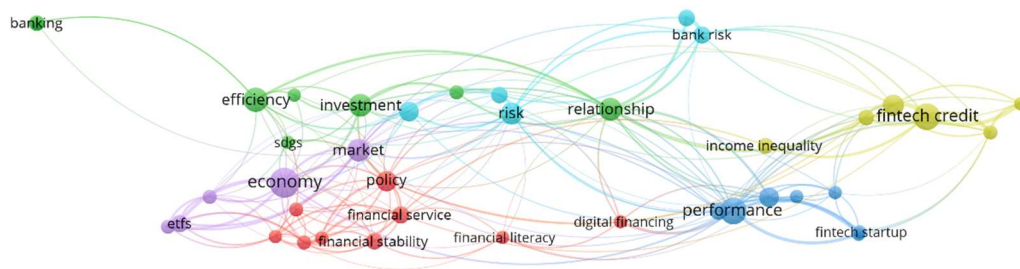 banking
bank risk
efficiency
investment
risk
relationship
fintech credit
sdgs
market
income inequality
economy
policy
performance
financial service
digital financing
etfs
financial stability
financial literacy
fintech startup